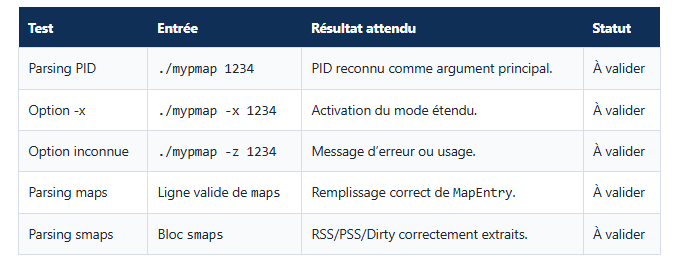 Test Entrée Résultat attendu Statut
Parsing PID ./mypmap 1234 PID reconnu comme argument principal. À valider
Option -x ./mypmap -x 1234 Activation du mode étendu. À valider
Option inconnue ./mypmap -z 1234 Message d’erreur ou usage. À valider
Parsing maps Ligne valide de maps Remplissage correct de MapEntry. À valider
Parsing smaps Bloc smaps RSS/PSS/Dirty correctement extraits. À valider